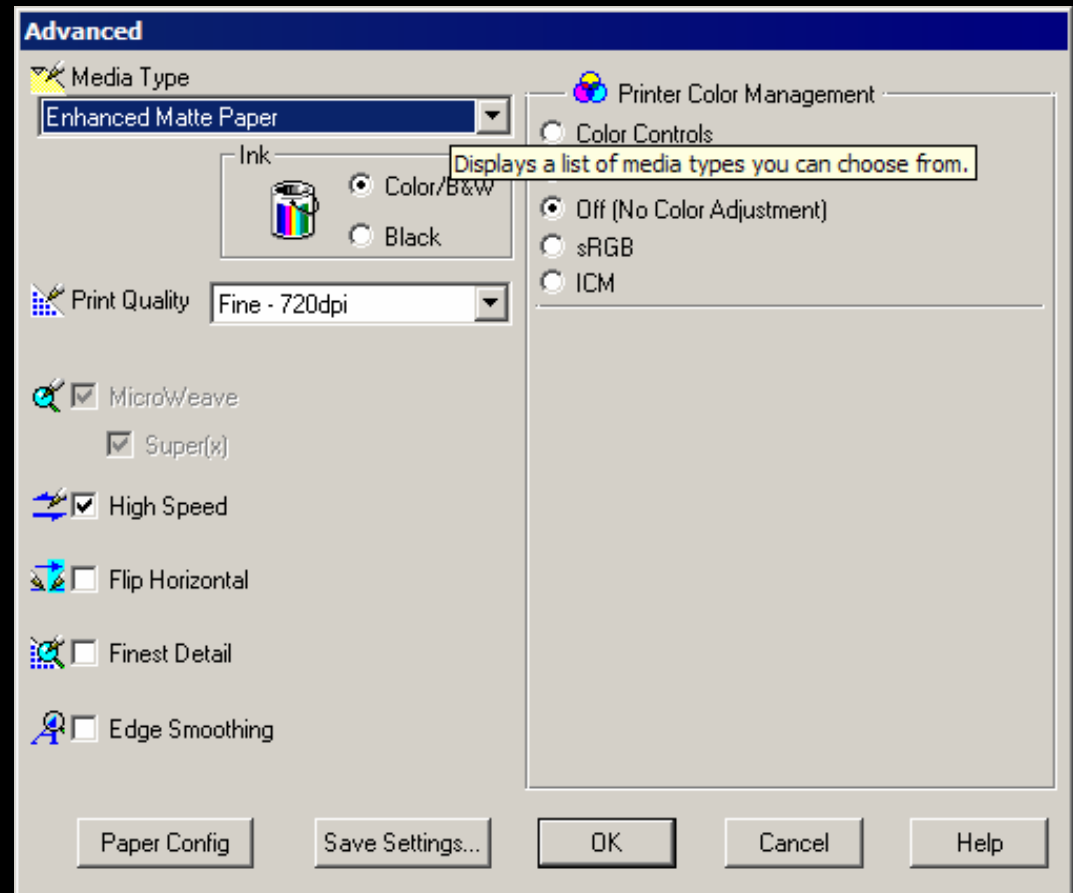 Advanced
Media Type
Enhanced Matte Paper
Ink
Color/B&W
Black
Print Quality
Fine - 720dpi
MicroWeave
Super(x)
High Speed
Flip Horizontal
Finest Detail
Edge Smoothing
Printer Color Management
Color Controls
Displays a list of media types you can choose from.
Off (No Color Adjustment)
sRGB
ICM
Paper Config
Save Settings...
OK
Cancel
Help